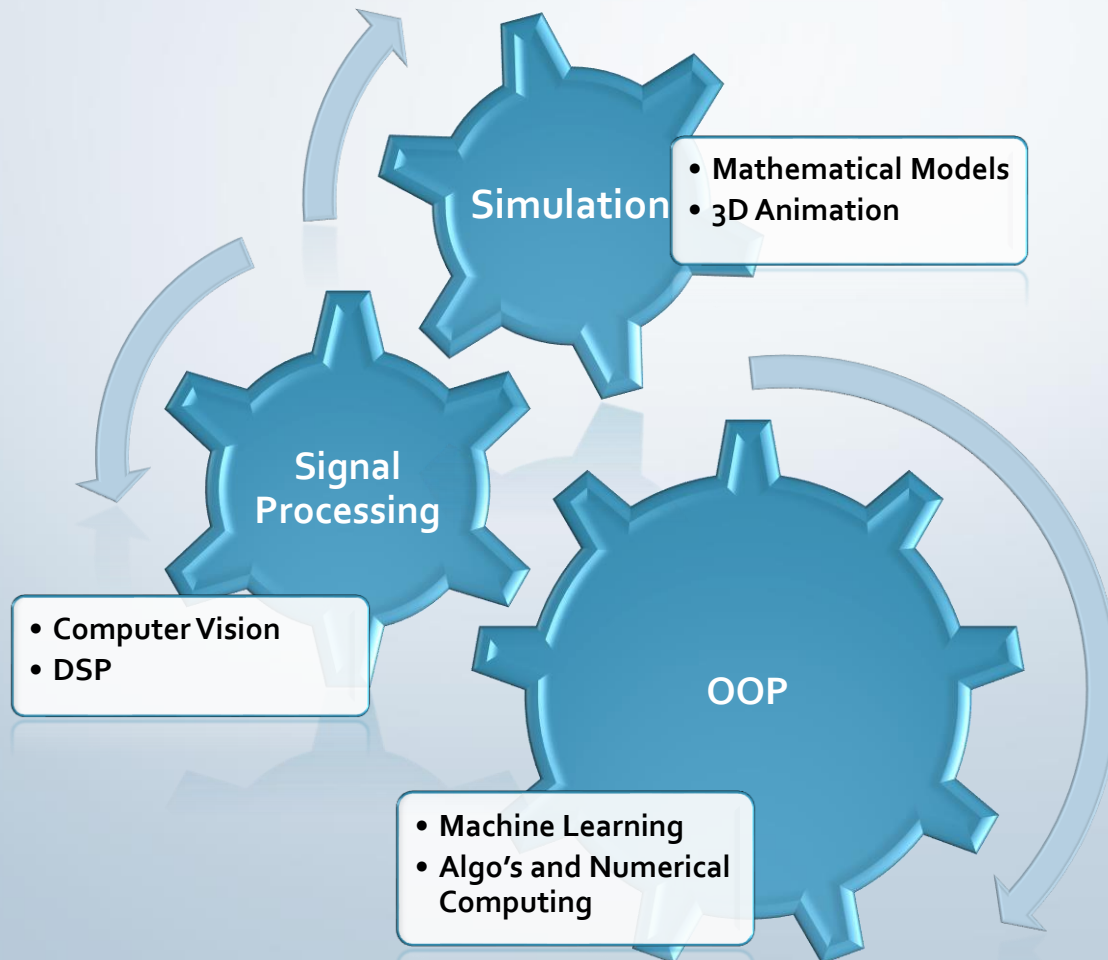 Simulation
• Mathematical Models
• 3D Animation
Signal
Processing
• Computer Vision
• DSP
OOP
• Machine Learning
• Algo’s and Numerical
Computing